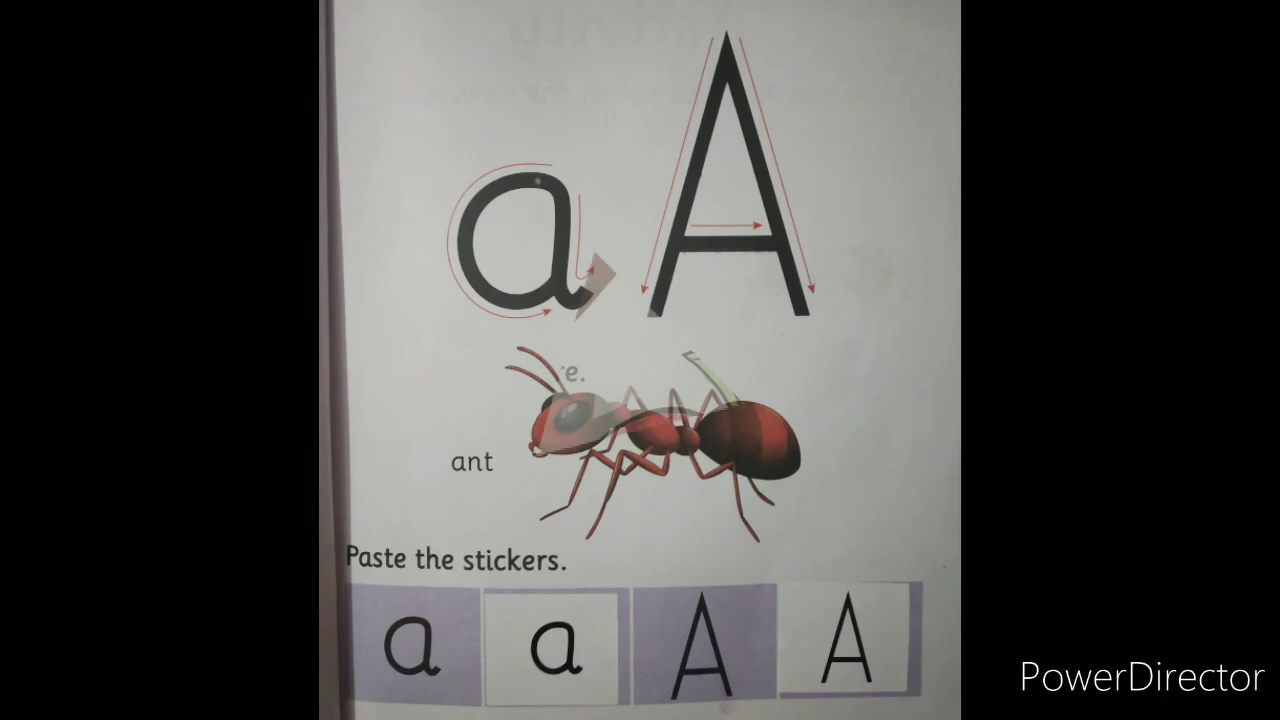 a A
e.
ant
Paste the stickers.
a a A A
PowerDirector